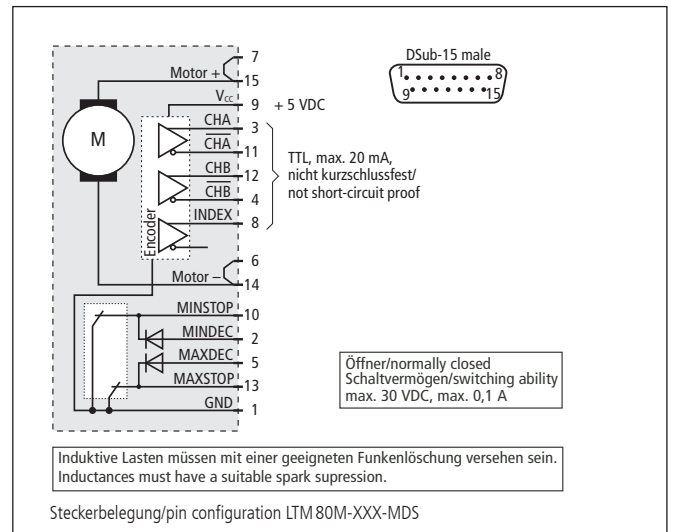 7
Motor +
15
DSub-15 male
1
8
9
15
V_CC
9
+ 5 VDC
CHA
3
C̅H̅A̅
11
CHB
12
C̅H̅B̅
4
INDEX
8
TTL, max. 20 mA,
nicht kurzschlussfest/
not short-circuit proof
M
Encoder
6
Motor –
14
MINSTOP
10
MINDEC
2
MAXDEC
5
MAXSTOP
13
GND
1
Öffner/normally closed
Schaltvermögen/switching ability
max. 30 VDC, max. 0,1 A
Induktive Lasten müssen mit einer geeigneten Funkenlöschung versehen sein.
Inductances must have a suitable spark supression.
Steckerbelegung/pin configuration LTM 80M-XXX-MDS